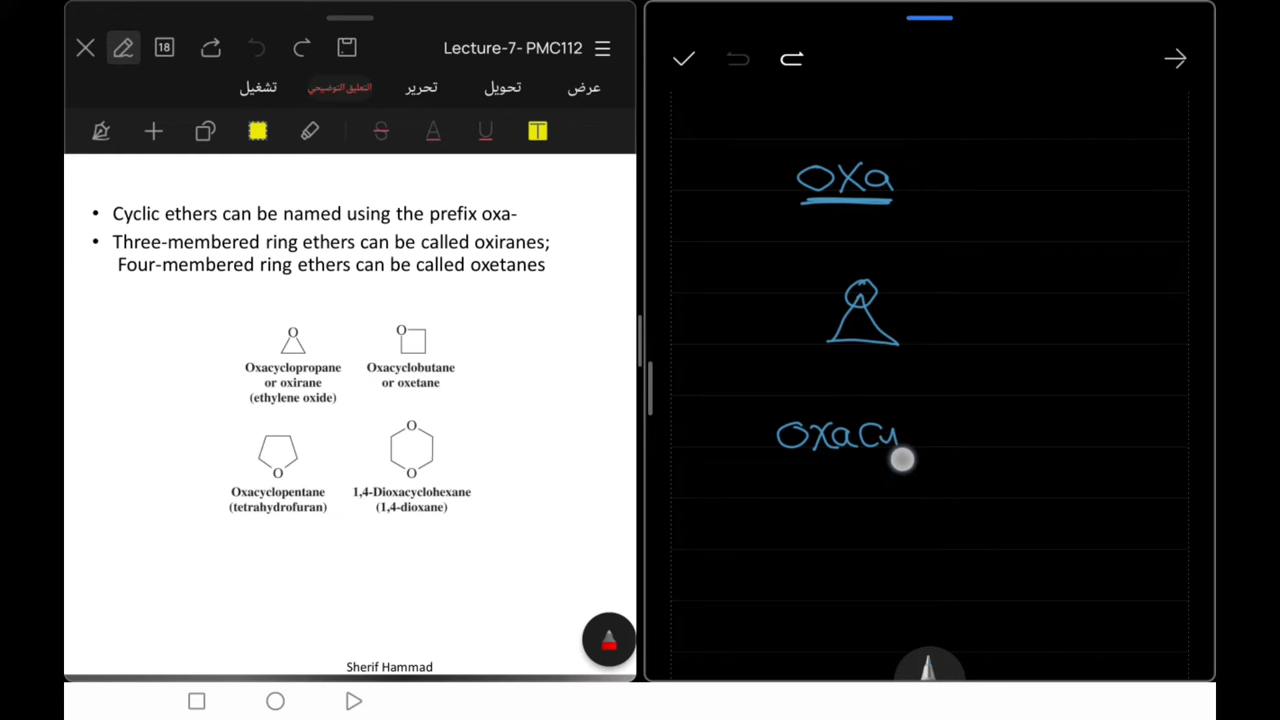 18
Lecture-7- PMC112
عرض
تحويل
تحرير
التعليق التوضيحي
تشغيل
S A U T
• Cyclic ethers can be named using the prefix oxa-
• Three-membered ring ethers can be called oxiranes;
Four-membered ring ethers can be called oxetanes
O
Oxacyclopropane
or oxirane
(ethylene oxide)
O
Oxacyclobutane
or oxetane
O
Oxacyclopentane
(tetrahydrofuran)
O
O
1,4-Dioxacyclohexane
(1,4-dioxane)
Sherif Hammad
oxa
O
oxacy